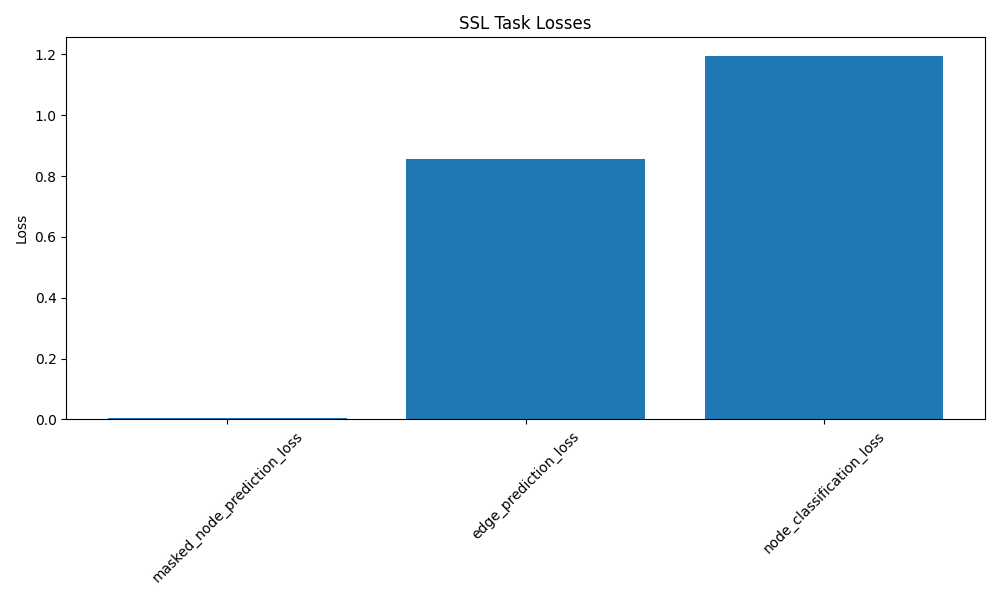 SSL Task Losses
Loss
1.2
1.0
0.8
0.6
0.4
0.2
0.0
masked_node_prediction_loss
edge_prediction_loss
node_classification_loss